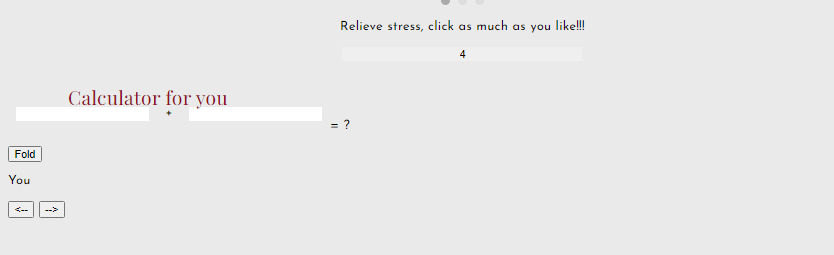 Relieve stress, click as much as you like!!!
4
Calculator for you
+
= ?
Fold
You
<-- -->